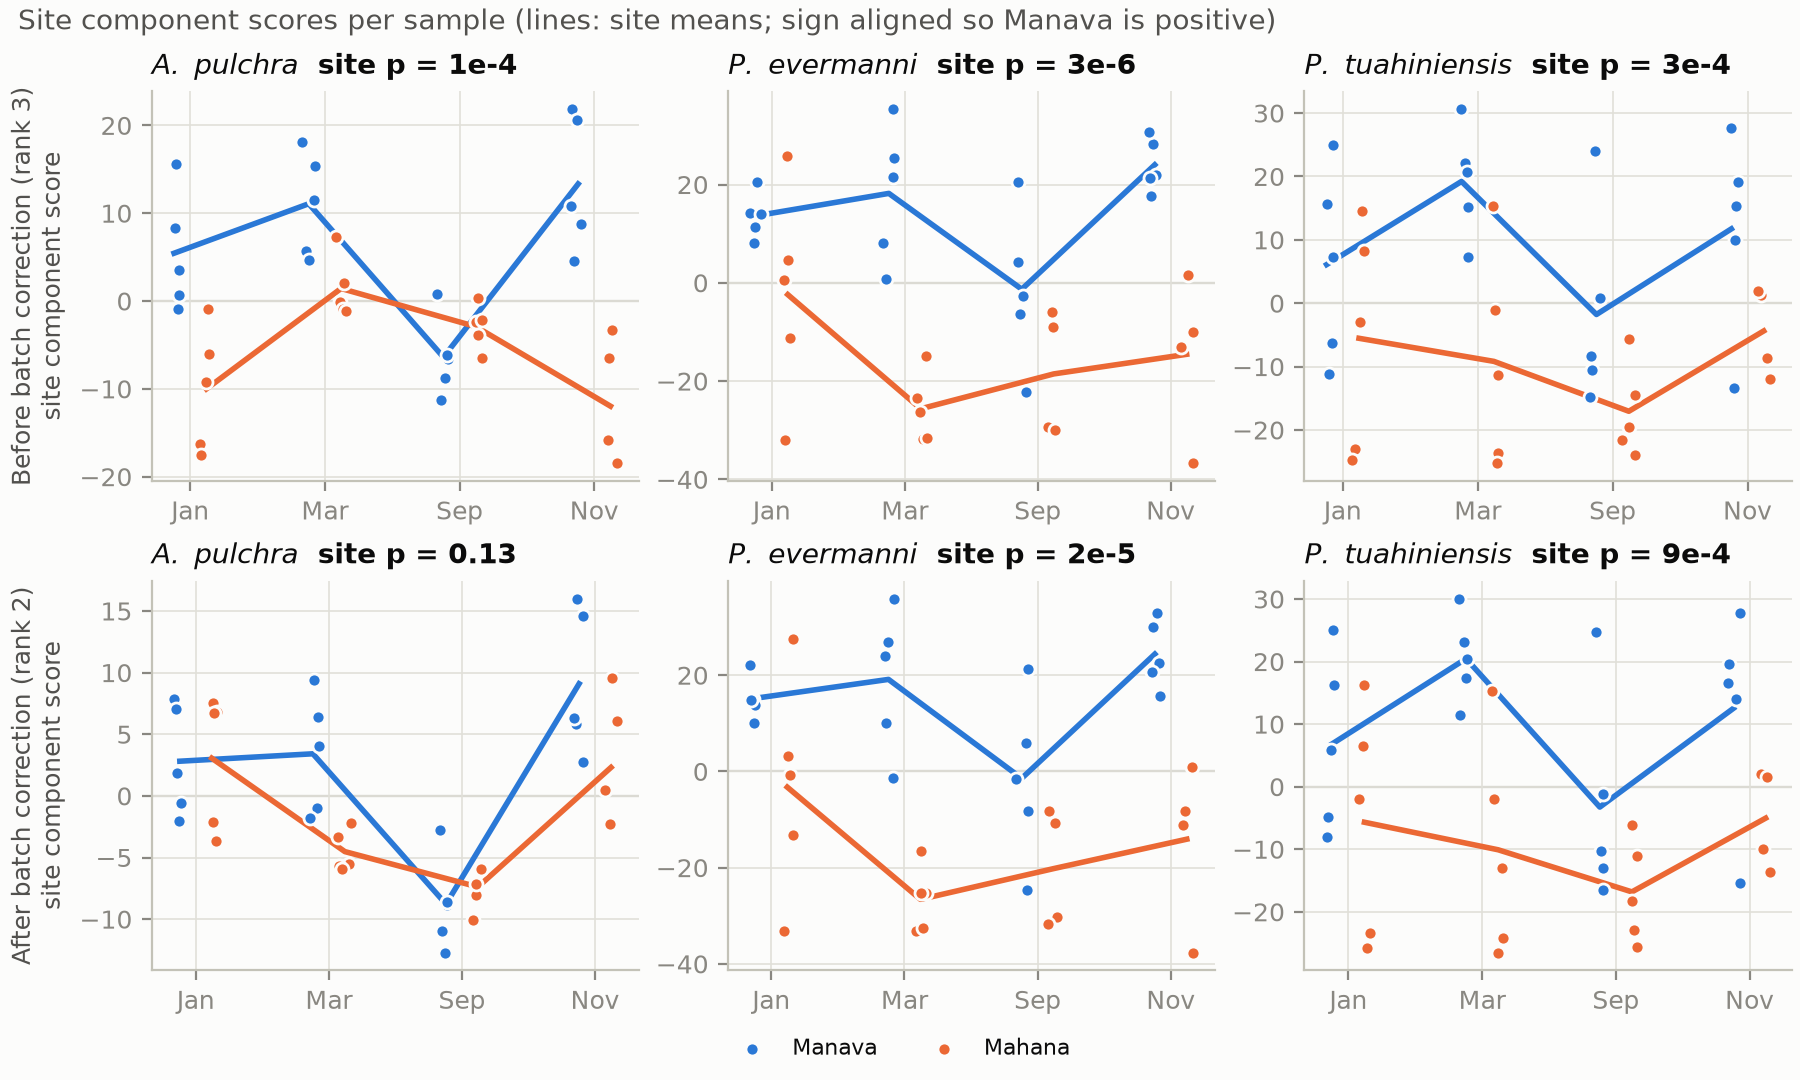 Site component scores per sample (lines: site means; sign aligned so Manava is positive)
A. pulchra site p = 1e-4
P. evermanni site p = 3e-6
P. tuahiniensis site p = 3e-4
Before batch correction (rank 3)
site component score
20
10
0
−10
−20
Jan Mar Sep Nov
20
0
−20
−40
Jan Mar Sep Nov
30
20
10
0
−10
−20
Jan Mar Sep Nov
A. pulchra site p = 0.13
P. evermanni site p = 2e-5
P. tuahiniensis site p = 9e-4
After batch correction (rank 2)
site component score
15
10
5
0
−5
−10
Jan Mar Sep Nov
20
0
−20
−40
Jan Mar Sep Nov
30
20
10
0
−10
−20
Jan Mar Sep Nov
Manava Mahana